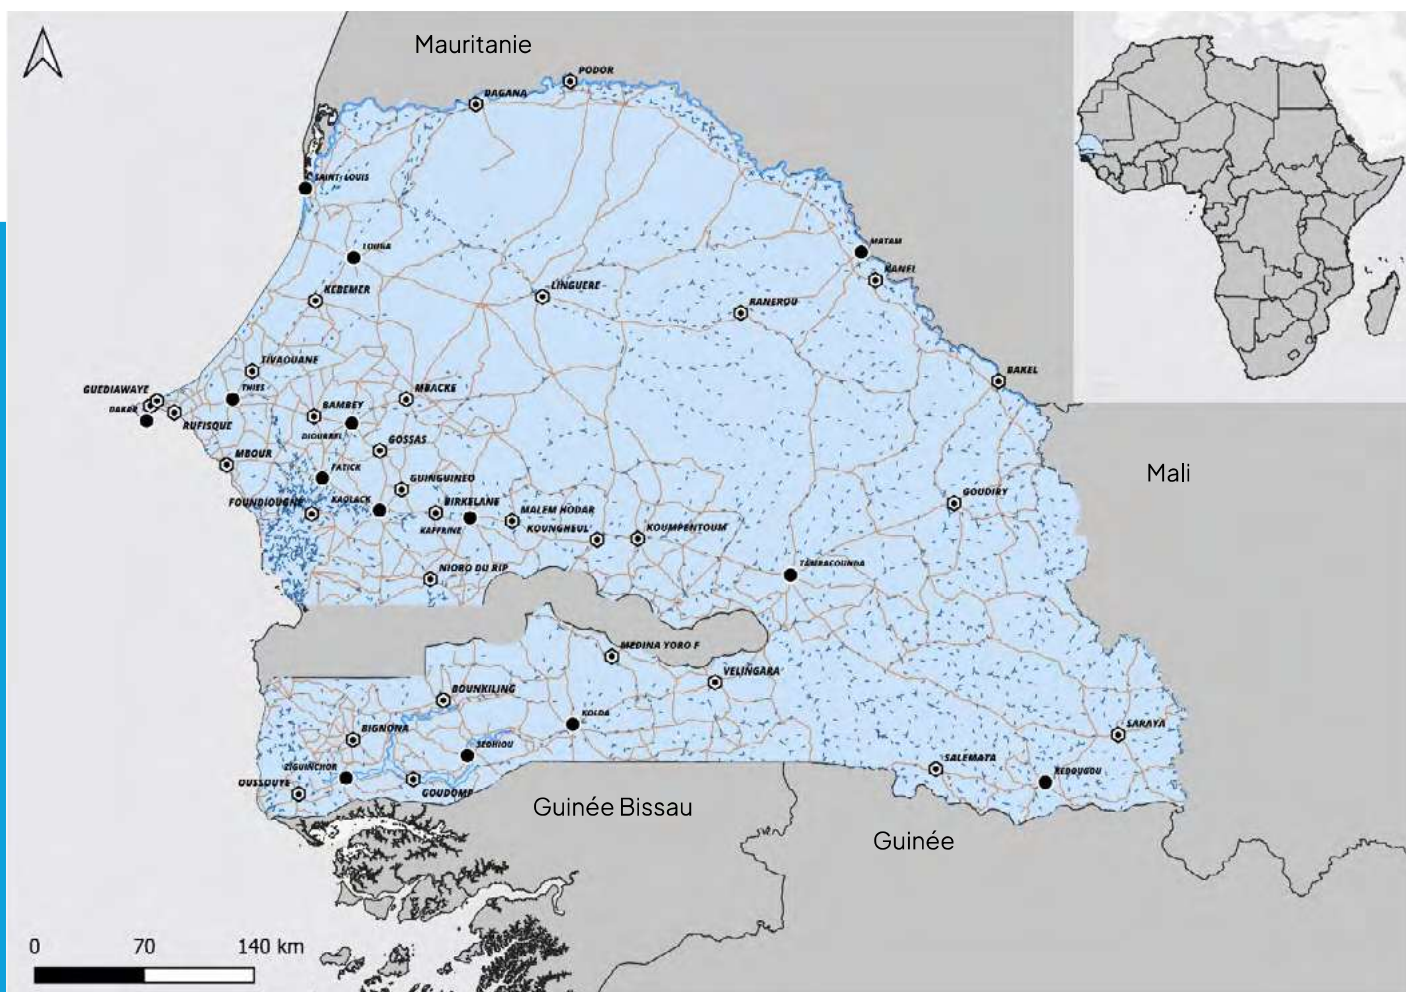 Mauritanie
PODOR
DAGANA
SAINT-LOUIS
LOUGA
MATAM
KANEL
KEBEMER
LINGUERE
RANEROU
TIVAOUANE
BAKEL
GUEDIAWAYE
THIES
MBACKE
DAKAR
BAMBEY
RUFISQUE
DIOURBEL
GOSSAS
MBOUR
FATICK
Mali
GUINGUINEO
GOUDIRY
FOUNDIOUGNE
KAOLACK
BIRKELANE
MALEM HODAR
KAFFRINE
KOUNGHEUL
KOUMPENTOUM
NIORO DU RIP
TAMBACOUNDA
MEDINA YORO F
VELINGARA
BOUNKILING
KOLDA
BIGNONA
SARAYA
SEDHIOU
SALEMATA
ZIGUINCHOR
OUSSOUYE
GOUDOMP
KEDOUGOU
Guinée Bissau
Guinée
0 70 140 km